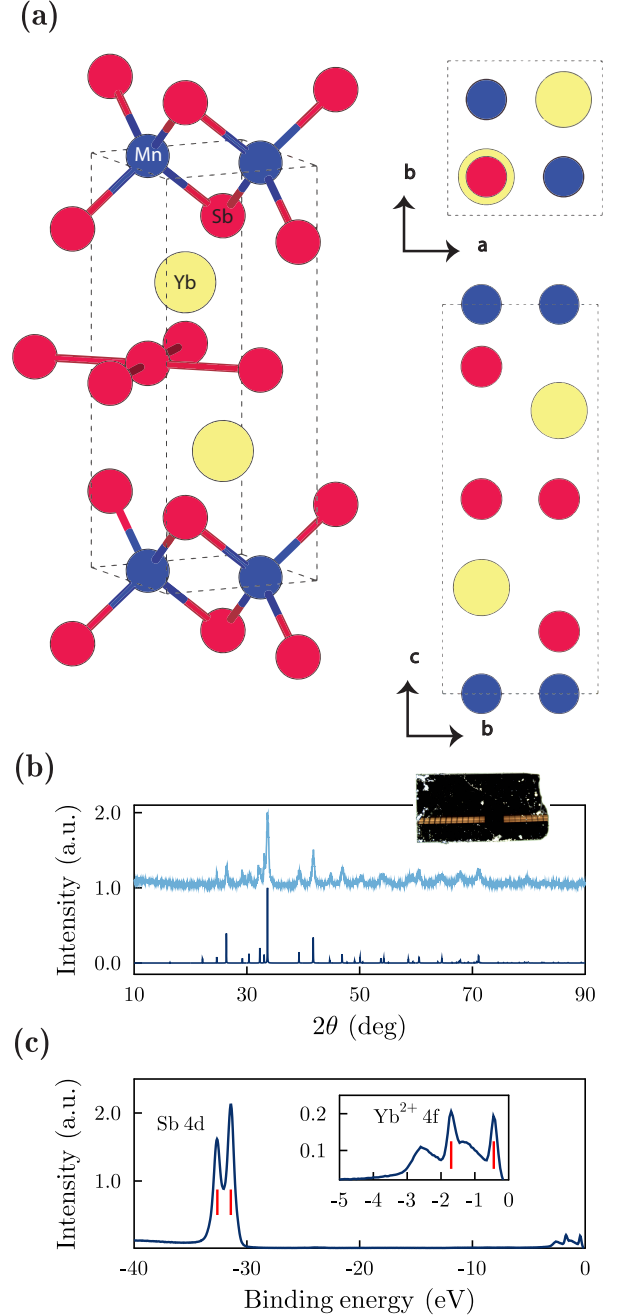 (a)
Mn
Sb
Yb
b
a
c
b
(b)
Intensity (a.u.)
2.0
1.0
0.0
10 30 50 70 90
2θ (deg)
(c)
Intensity (a.u.)
2.0
1.0
Sb 4d
Yb²⁺ 4f
0.2
0.1
-5 -4 -3 -2 -1 0
-40 -30 -20 -10 0
Binding energy (eV)